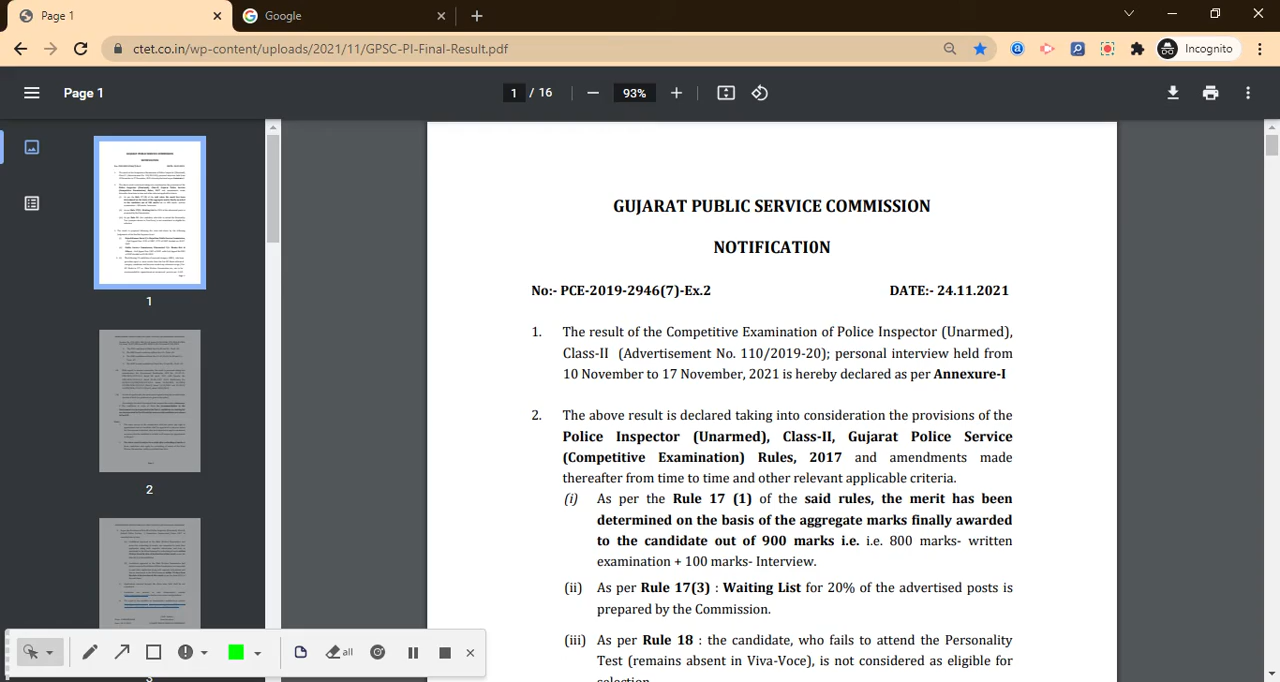 Page 1
Google
ctet.co.in/wp-content/uploads/2021/11/GPSC-PI-Final-Result.pdf
Incognito
Page 1
1 / 16
93%
GUJARAT PUBLIC SERVICE COMMISSION
NOTIFICATION
No:- PCE-2019-2946(7)-Ex.2 DATE:- 24.11.2021
1. The result of the Competitive Examination of Police Inspector (Unarmed),
Class-II (Advertisement No. 110/2019-20) personal interview held from
10 November to 17 November, 2021 is hereby declared as per Annexure-I
2. The above result is declared taking into consideration the provisions of the
Police Inspector (Unarmed), Class-II, Gujarat Police Service
(Competitive Examination) Rules, 2017 and amendments made
thereafter from time to time and other relevant applicable criteria.
(i) As per the Rule 17 (1) of the said rules, the merit has been
determined on the basis of the aggregate marks finally awarded
to the candidate out of 900 marks i.e. i.e. 800 marks- written
examination + 100 marks- Interview.
(ii) As per Rule 17(3) : Waiting List for 20% of the advertised posts is
prepared by the Commission.
(iii) As per Rule 18 : the candidate, who fails to attend the Personality
Test (remains absent in Viva-Voce), is not considered as eligible for
selection.
1
2
3
all